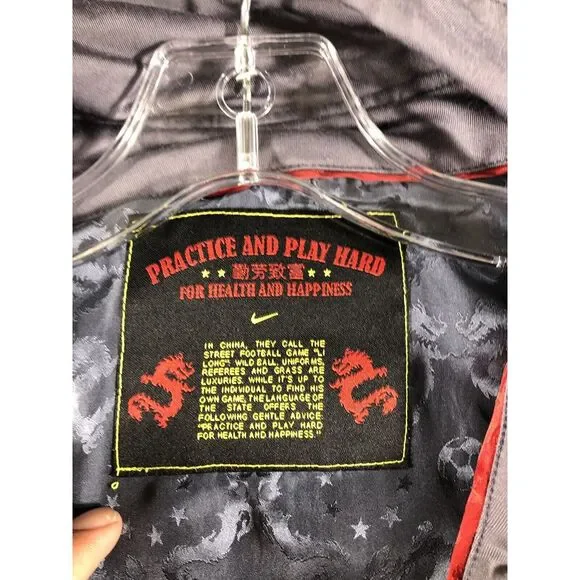 PRACTICE AND PLAY HARD
勤劳致富
FOR HEALTH AND HAPPINESS
IN CHINA, THEY CALL THE
STREET FOOTBALL GAME "LI
LONG" WILD BALL. UNIFORMS,
REFEREES AND GRASS ARE
LUXURIES. WHILE IT'S UP TO
THE INDIVIDUAL TO FIND HIS
OWN GAME, THE LANGUAGE OF
THE STATE OFFERS THE
FOLLOWING GENTLE ADVICE:
"PRACTICE AND PLAY HARD
FOR HEALTH AND HAPPINESS."